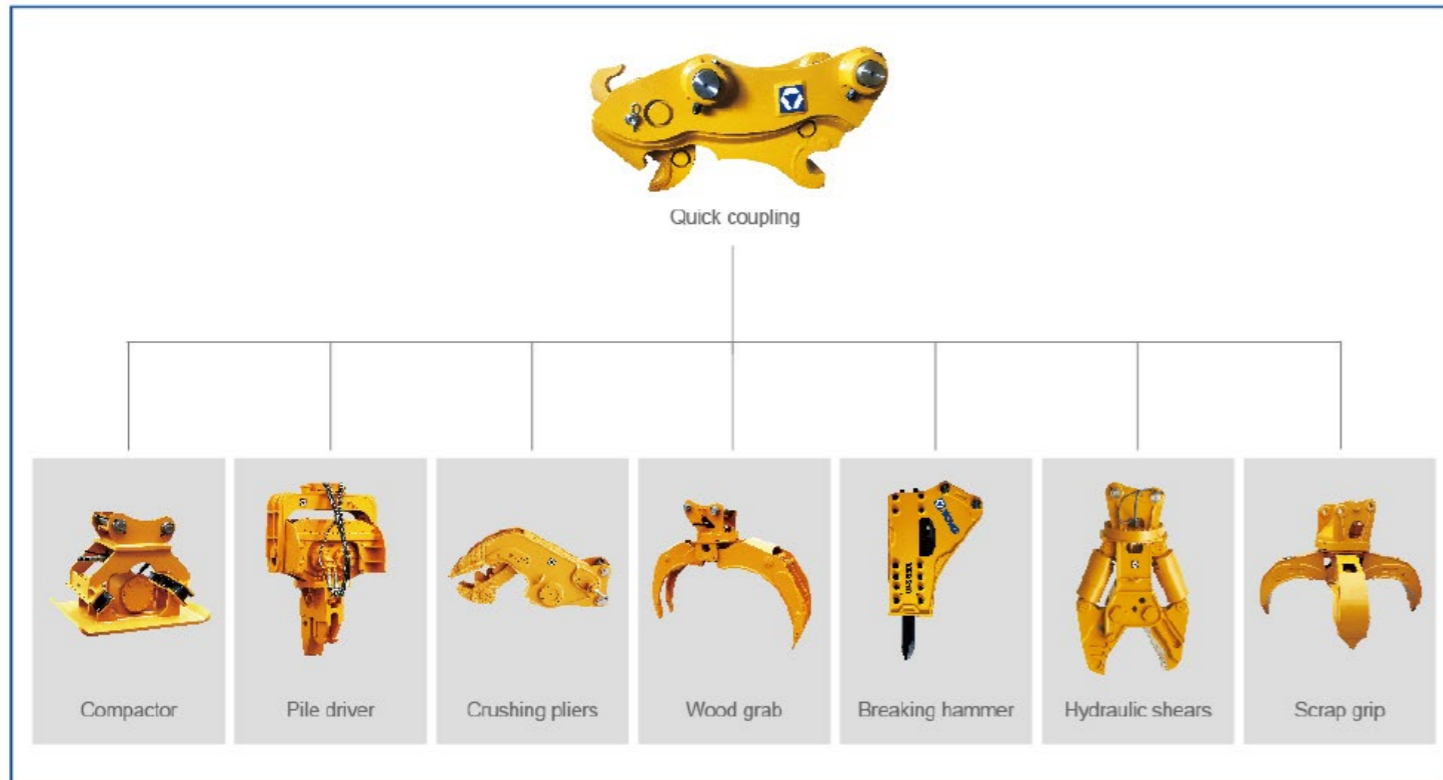 Quick coupling
Compactor
Pile driver
Crushing pliers
Wood grab
Breaking hammer
Hydraulic shears
Scrap grip